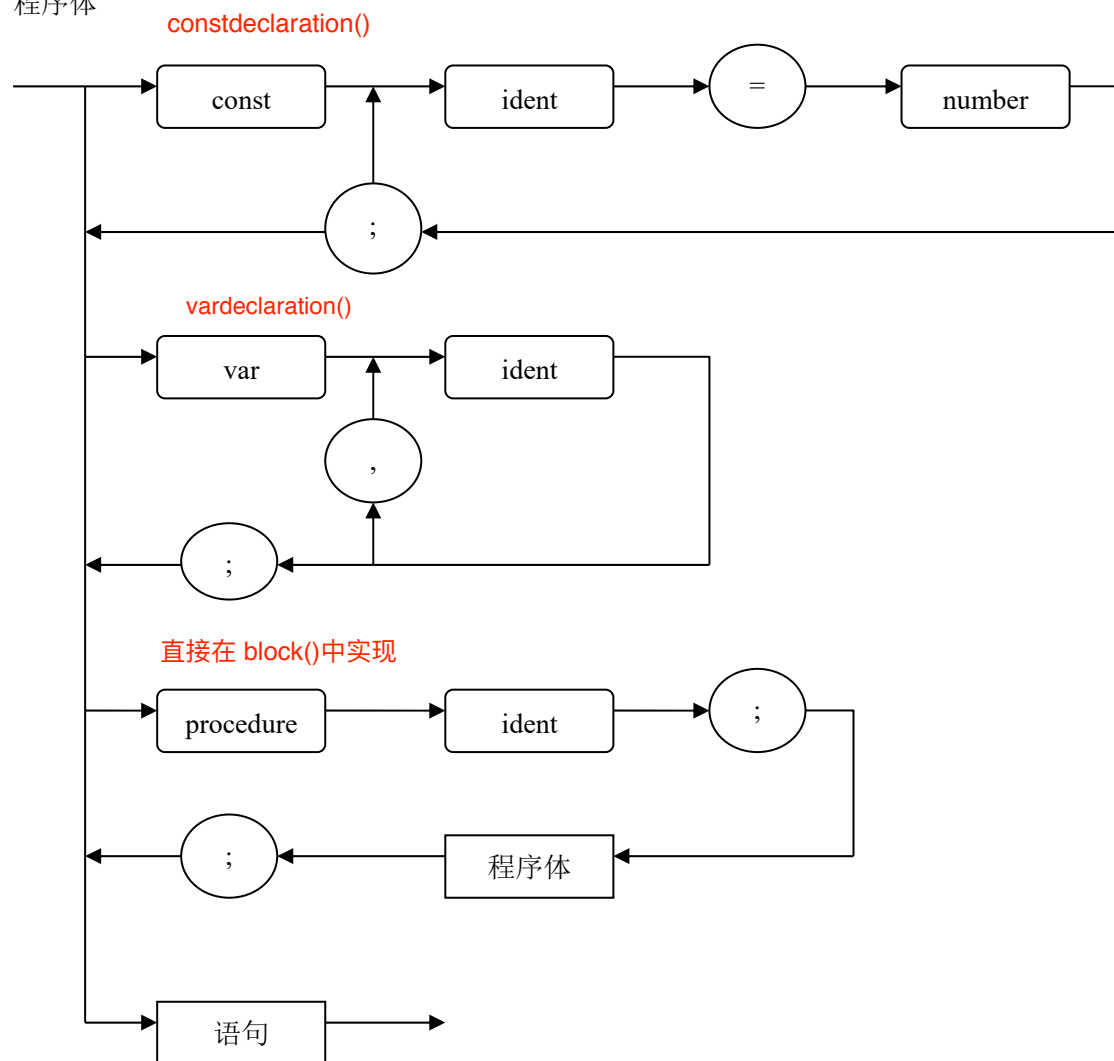 程序体
constdeclaration()
const ident = number
;
vardeclaration()
var ident
,
;
直接在 block()中实现
procedure ident ;
; 程序体
语句